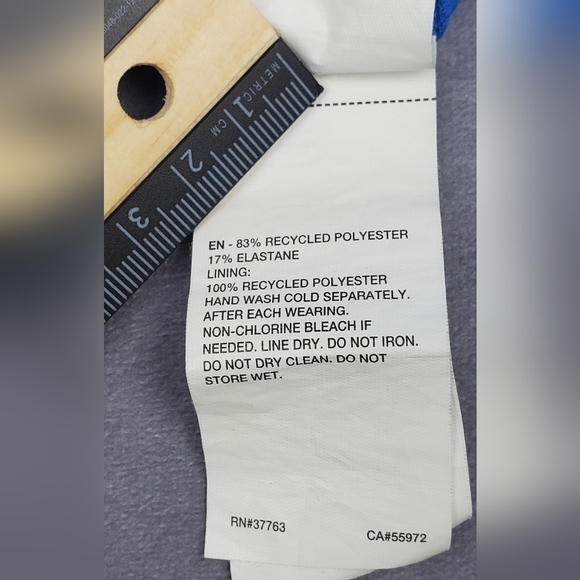 METRIC
CM
1
2
3
EN - 83% RECYCLED POLYESTER
17% ELASTANE
LINING:
100% RECYCLED POLYESTER
HAND WASH COLD SEPARATELY.
AFTER EACH WEARING.
NON-CHLORINE BLEACH IF
NEEDED. LINE DRY. DO NOT IRON.
DO NOT DRY CLEAN. DO NOT
STORE WET.
RN#37763
CA#55972